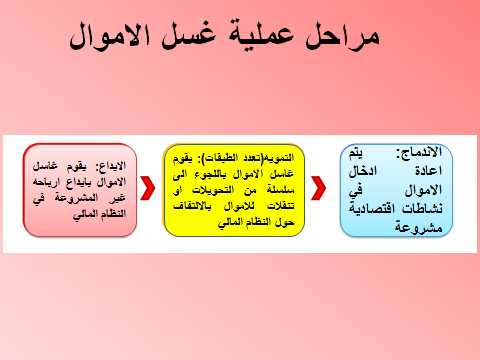 مراحل عملية غسل الاموال
الايداع: يقوم غاسل
الاموال بايداع ارباحه
غير المشروعة في
النظام المالي
التمويه(تعدد الطبقات): يقوم
غاسل الاموال باللجوء الى
سلسلة من التحويلات او
تنقلات للاموال بالالتفاف
حول النظام المالي
الاندماج: يتم
اعادة ادخال
الاموال في
نشاطات اقتصادية
مشروعة